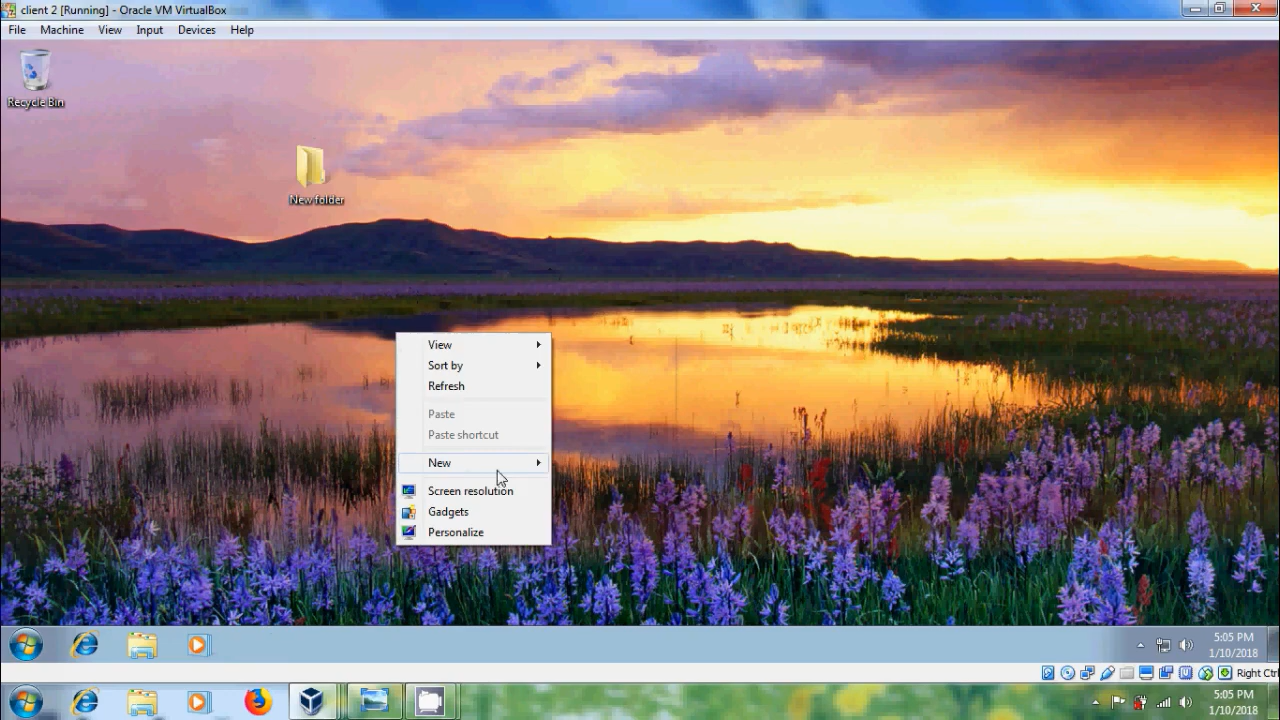 client 2 [Running] - Oracle VM VirtualBox
File Machine View Input Devices Help
Recycle Bin
New folder
View
Sort by
Refresh
Paste
Paste shortcut
New
Screen resolution
Gadgets
Personalize
5:05 PM
1/10/2018
Right Ctrl
5:05 PM
1/10/2018